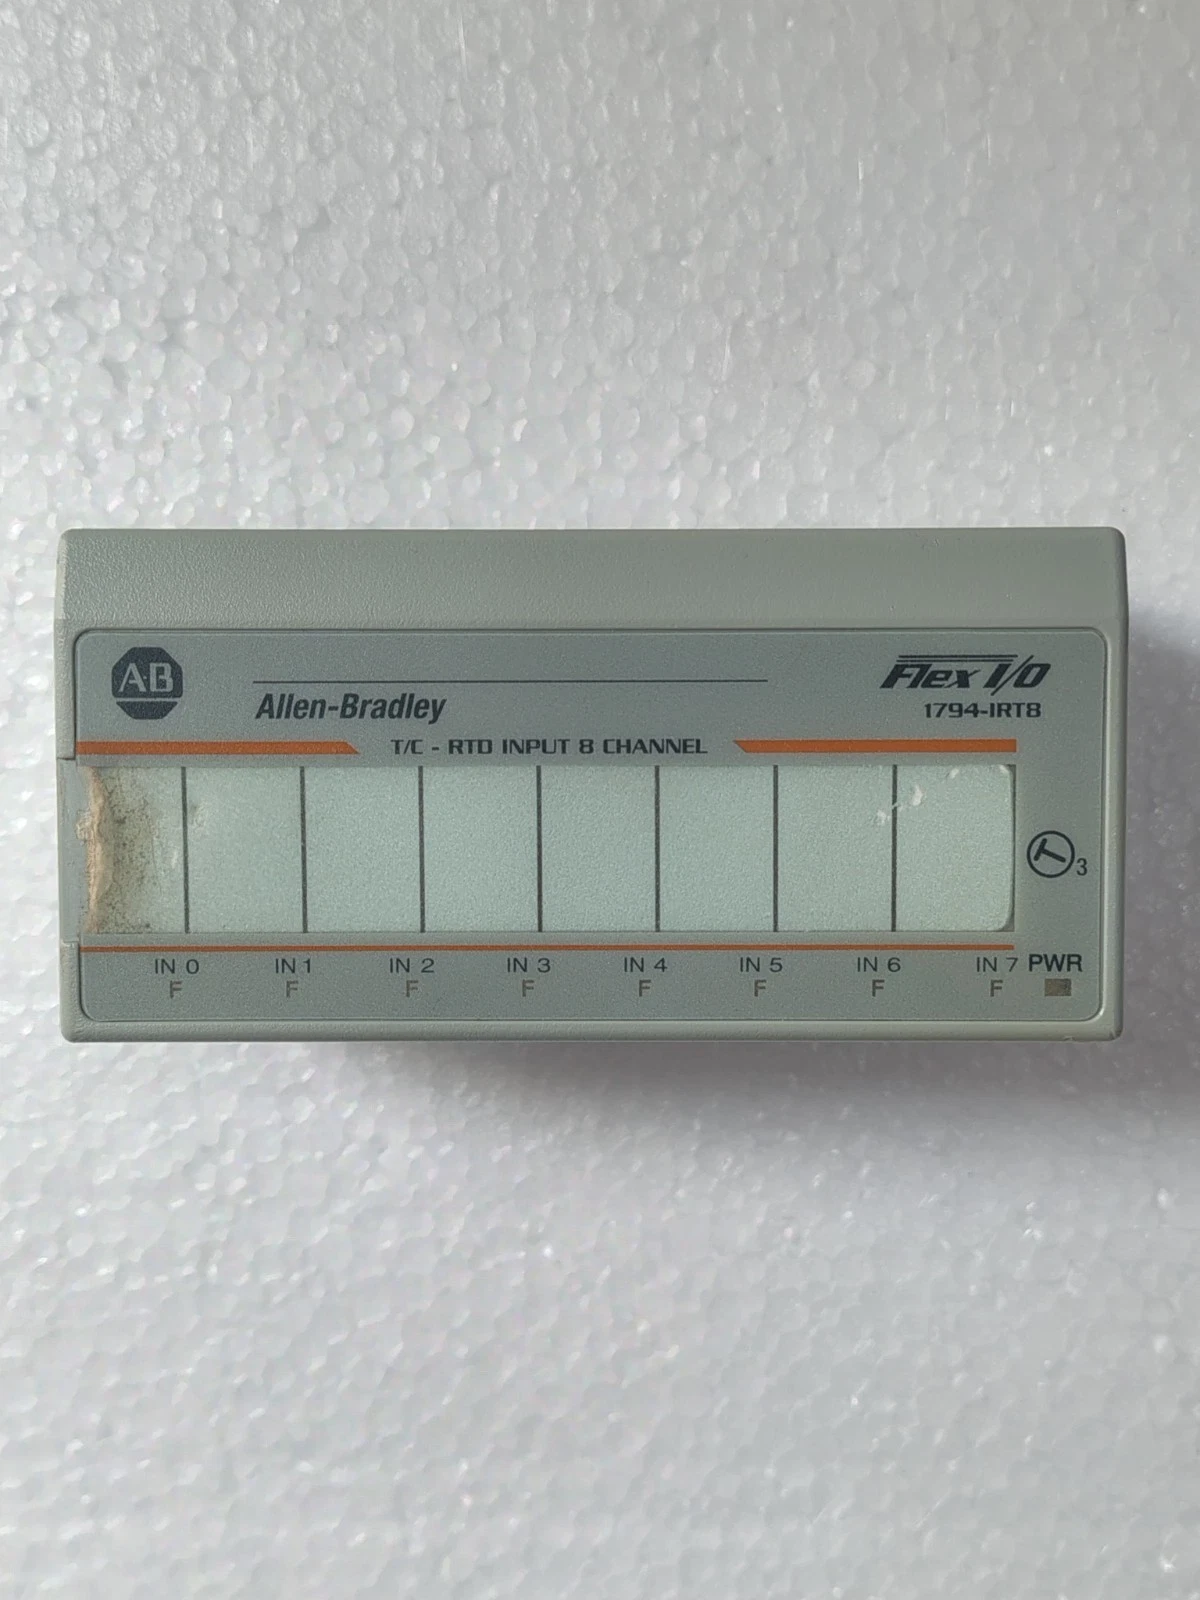 AB
Flex I/O
Allen-Bradley
1794-IRT8
T/C - RTD INPUT 8 CHANNEL
3
IN 0 IN 1 IN 2 IN 3 IN 4 IN 5 IN 6 IN 7 PWR
F F F F F F F F